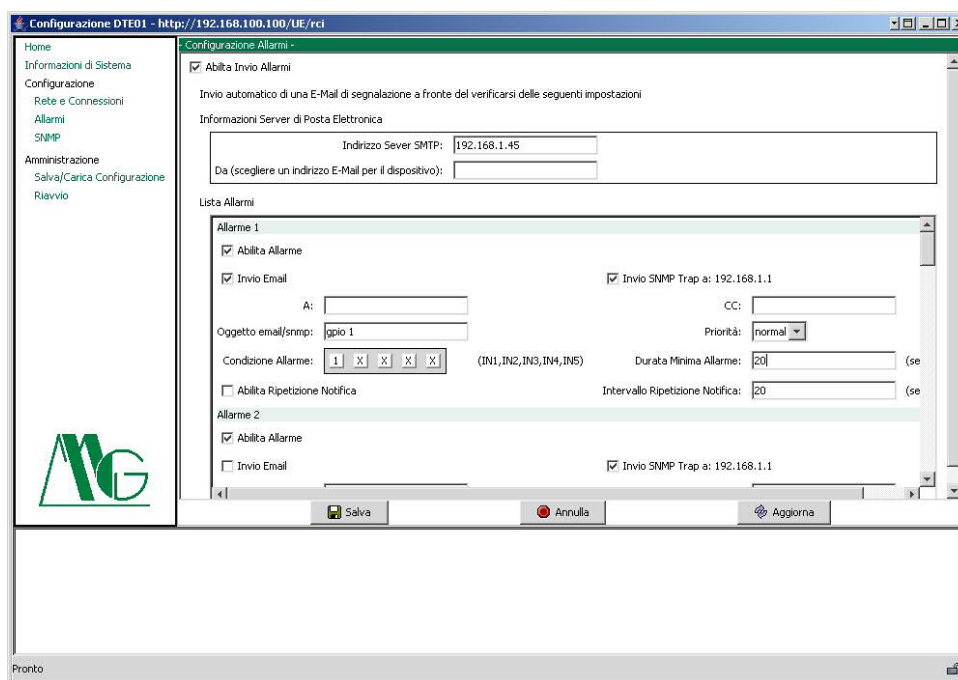 Configurazione DTE01 - http://192.168.100.100/UE/rci
Home
Informazioni di Sistema
Configurazione
Rete e Connessioni
Allarmi
SNMP
Amministrazione
Salva/Carica Configurazione
Riavvio
MG
- Configurazione Allarmi -
Abilta Invio Allarmi
Invio automatico di una E-Mail di segnalazione a fronte del verificarsi delle seguenti impostazioni
Informazioni Server di Posta Elettronica
Indirizzo Sever SMTP: 192.168.1.45
Da (scegliere un indirizzo E-Mail per il dispositivo):
Lista Allarmi
Allarme 1
Abilita Allarme
Invio Email Invio SNMP Trap a: 192.168.1.1
A: CC:
Oggetto email/snmp: gpio 1 Priorità: normal
Condizione Allarme: 1 X X X X (IN1,IN2,IN3,IN4,IN5) Durata Minima Allarme: 20 (se
Abilita Ripetizione Notifica Intervallo Ripetizione Notifica: 20 (se
Allarme 2
Abilita Allarme
Invio Email Invio SNMP Trap a: 192.168.1.1
Salva Annulla Aggiorna
Pronto